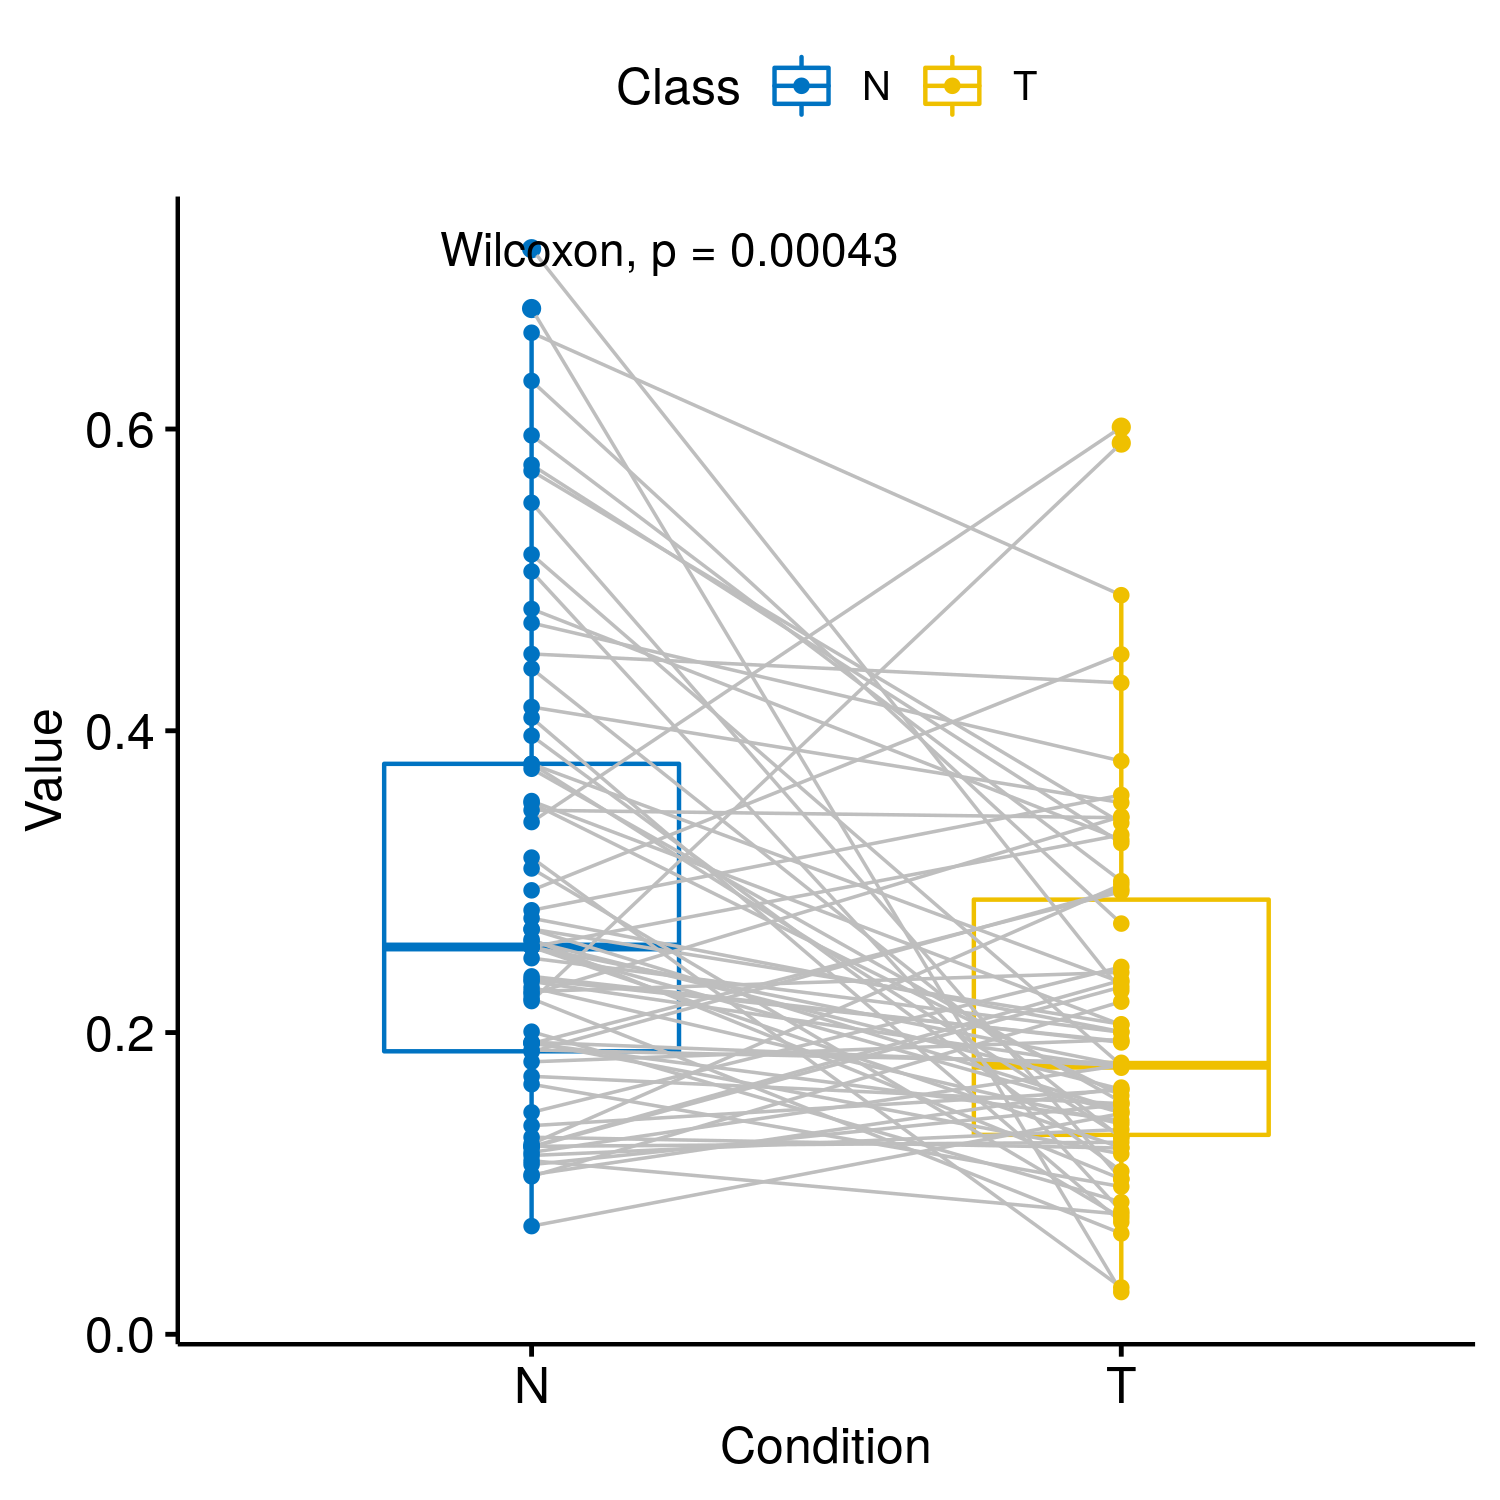 Class N T
Wilcoxon, p = 0.00043
Value
0.6
0.4
0.2
0.0
N T
Condition